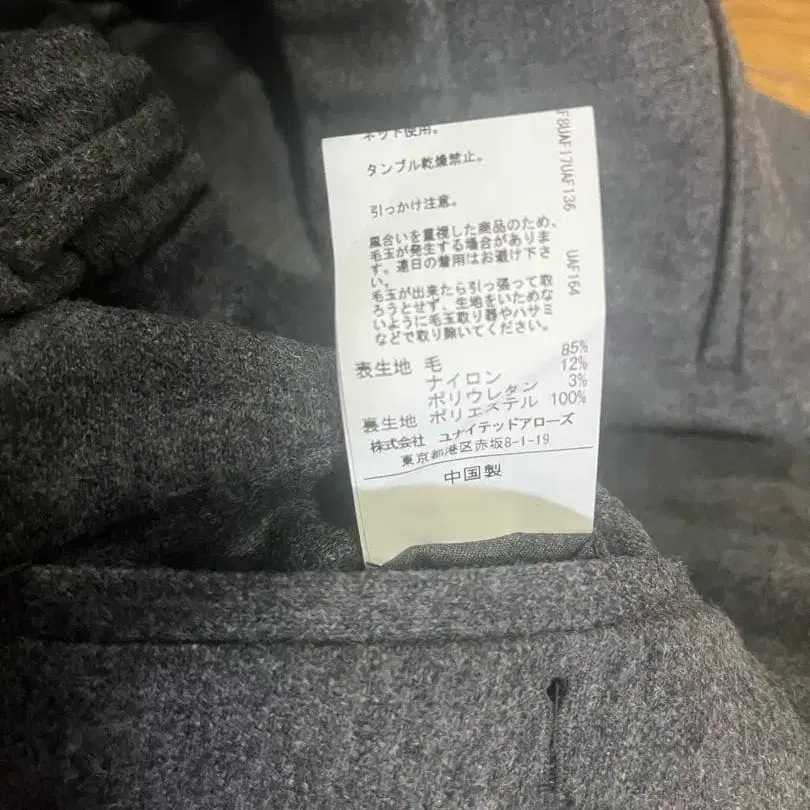 ネット使用。
タンブル乾燥禁止。
引っかけ注意。
風合いを重視した商品のため、
毛玉が発生する場合がありま
す。連日の着用はお避け下さ
い。
毛玉が出来たら引っ張って取
ろうとせず、生地をいためな
いように毛玉取り器やハサミ
などで取り除いてください。
表生地 毛 85%
ナイロン 12%
ポリウレタン 3%
裏生地 ポリエステル 100%
株式会社 ユナイテッドアローズ
東京都港区赤坂8-1-19
中国製
F8UAF17UAF136 UAF164